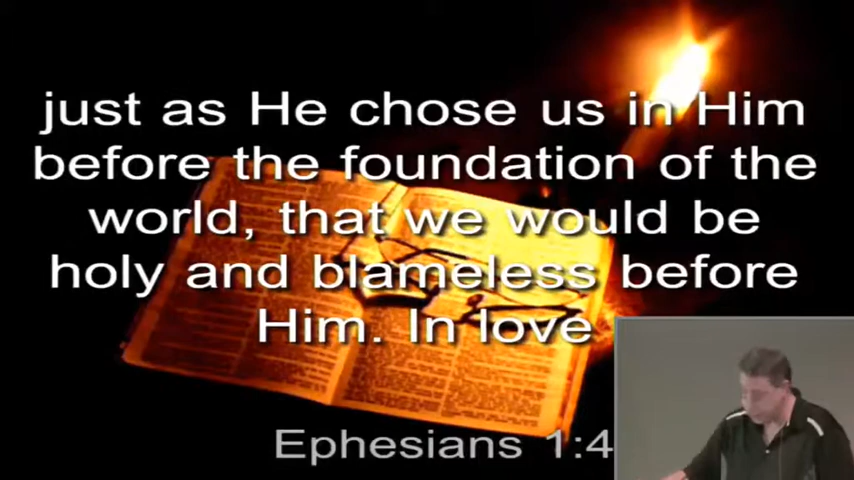 just as He chose us in Him
before the foundation of the
world, that we would be
holy and blameless before
Him. In love
Ephesians 1:4